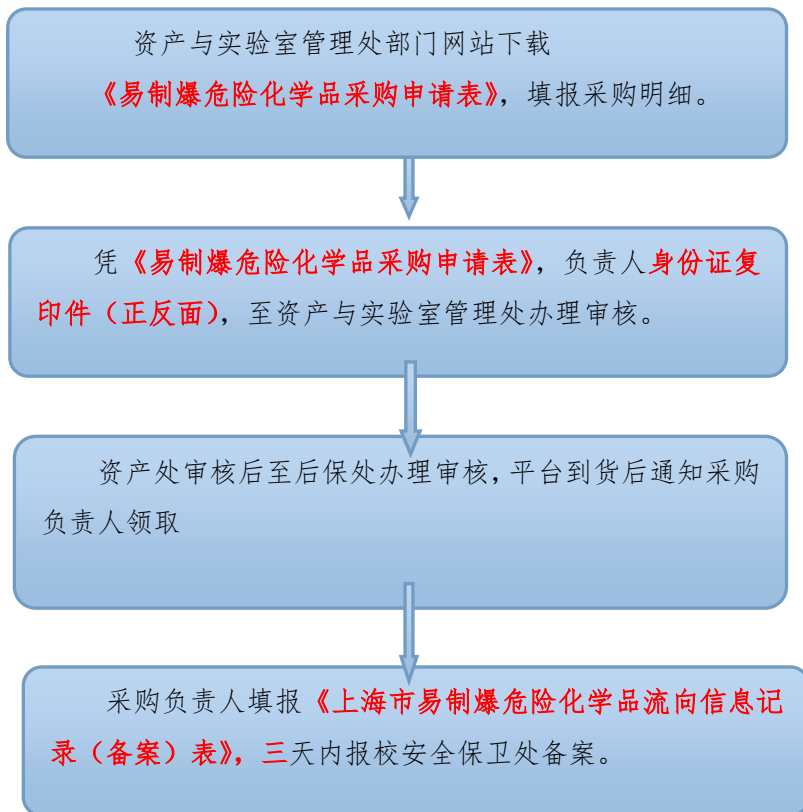 资产与实验室管理处部门网站下载
《易制爆危险化学品采购申请表》，填报采购明细。
凭《易制爆危险化学品采购申请表》，负责人身份证复
印件（正反面），至资产与实验室管理处办理审核。
资产处审核后至后保处办理审核，平台到货后通知采购
负责人领取
采购负责人填报《上海市易制爆危险化学品流向信息记
录（备案）表》，三天内报校安全保卫处备案。